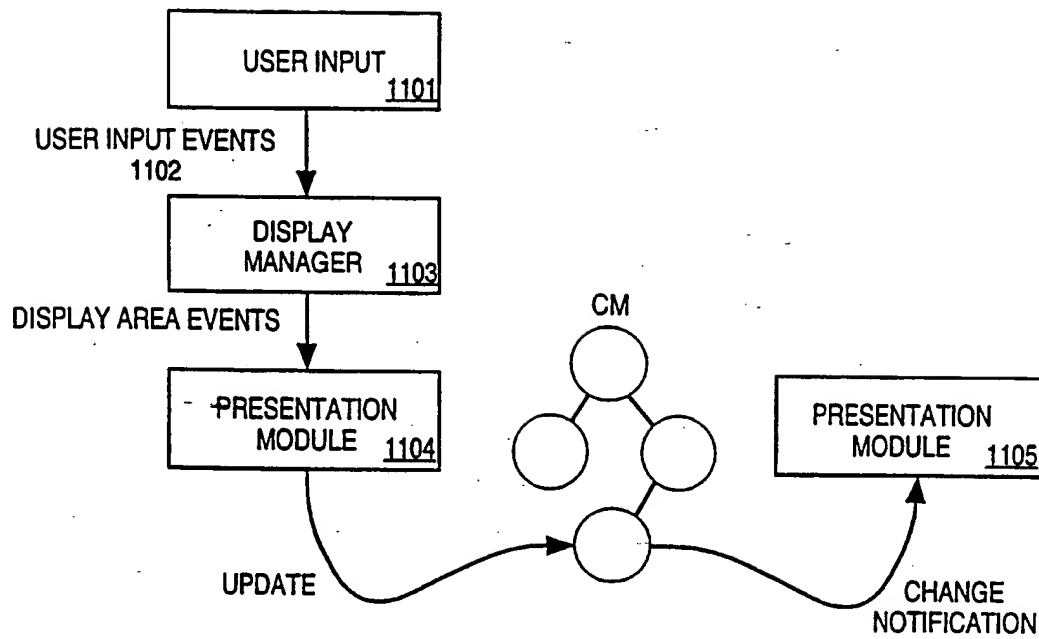 USER INPUT
1101
USER INPUT EVENTS
1102
DISPLAY
MANAGER
1103
DISPLAY AREA EVENTS
CM
PRESENTATION
MODULE
1104
PRESENTATION
MODULE
1105
UPDATE
CHANGE
NOTIFICATION